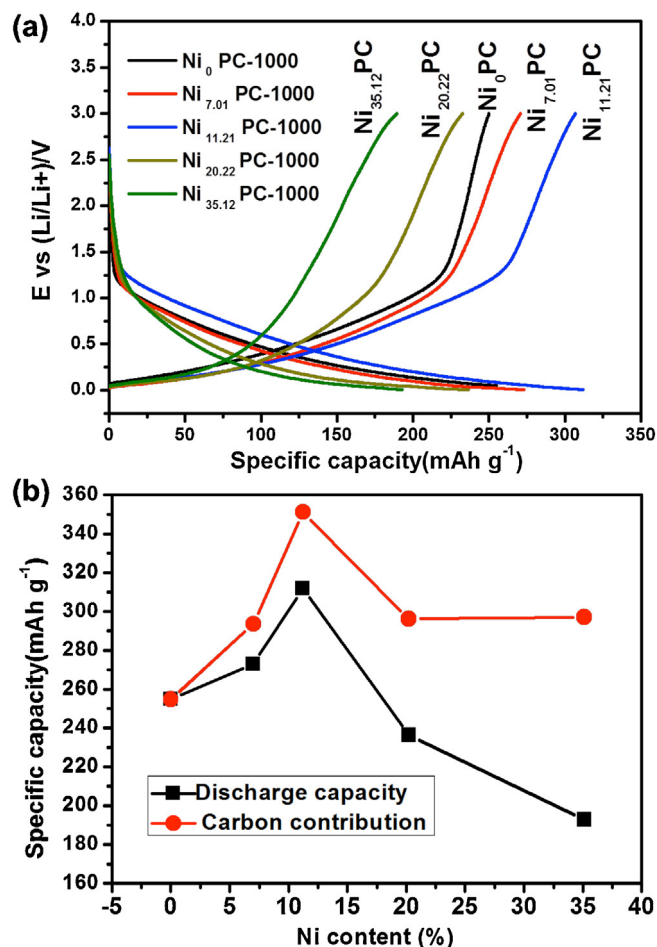 (a)
4.0
3.5
3.0
2.5
2.0
1.5
1.0
0.5
0.0
E vs (Li/Li+)/V
Ni0 PC-1000
Ni7.01 PC-1000
Ni11.21 PC-1000
Ni20.22 PC-1000
Ni35.12 PC-1000
Ni35.12PC
Ni20.22PC
Ni0PC
Ni7.01PC
Ni11.21PC
0 50 100 150 200 250 300 350
Specific capacity(mAh g-1)
(b)
360
340
320
300
280
260
240
220
200
180
160
Specific capacity(mAh g-1)
Discharge capacity
Carbon contribution
-5 0 5 10 15 20 25 30 35 40
Ni content (%)